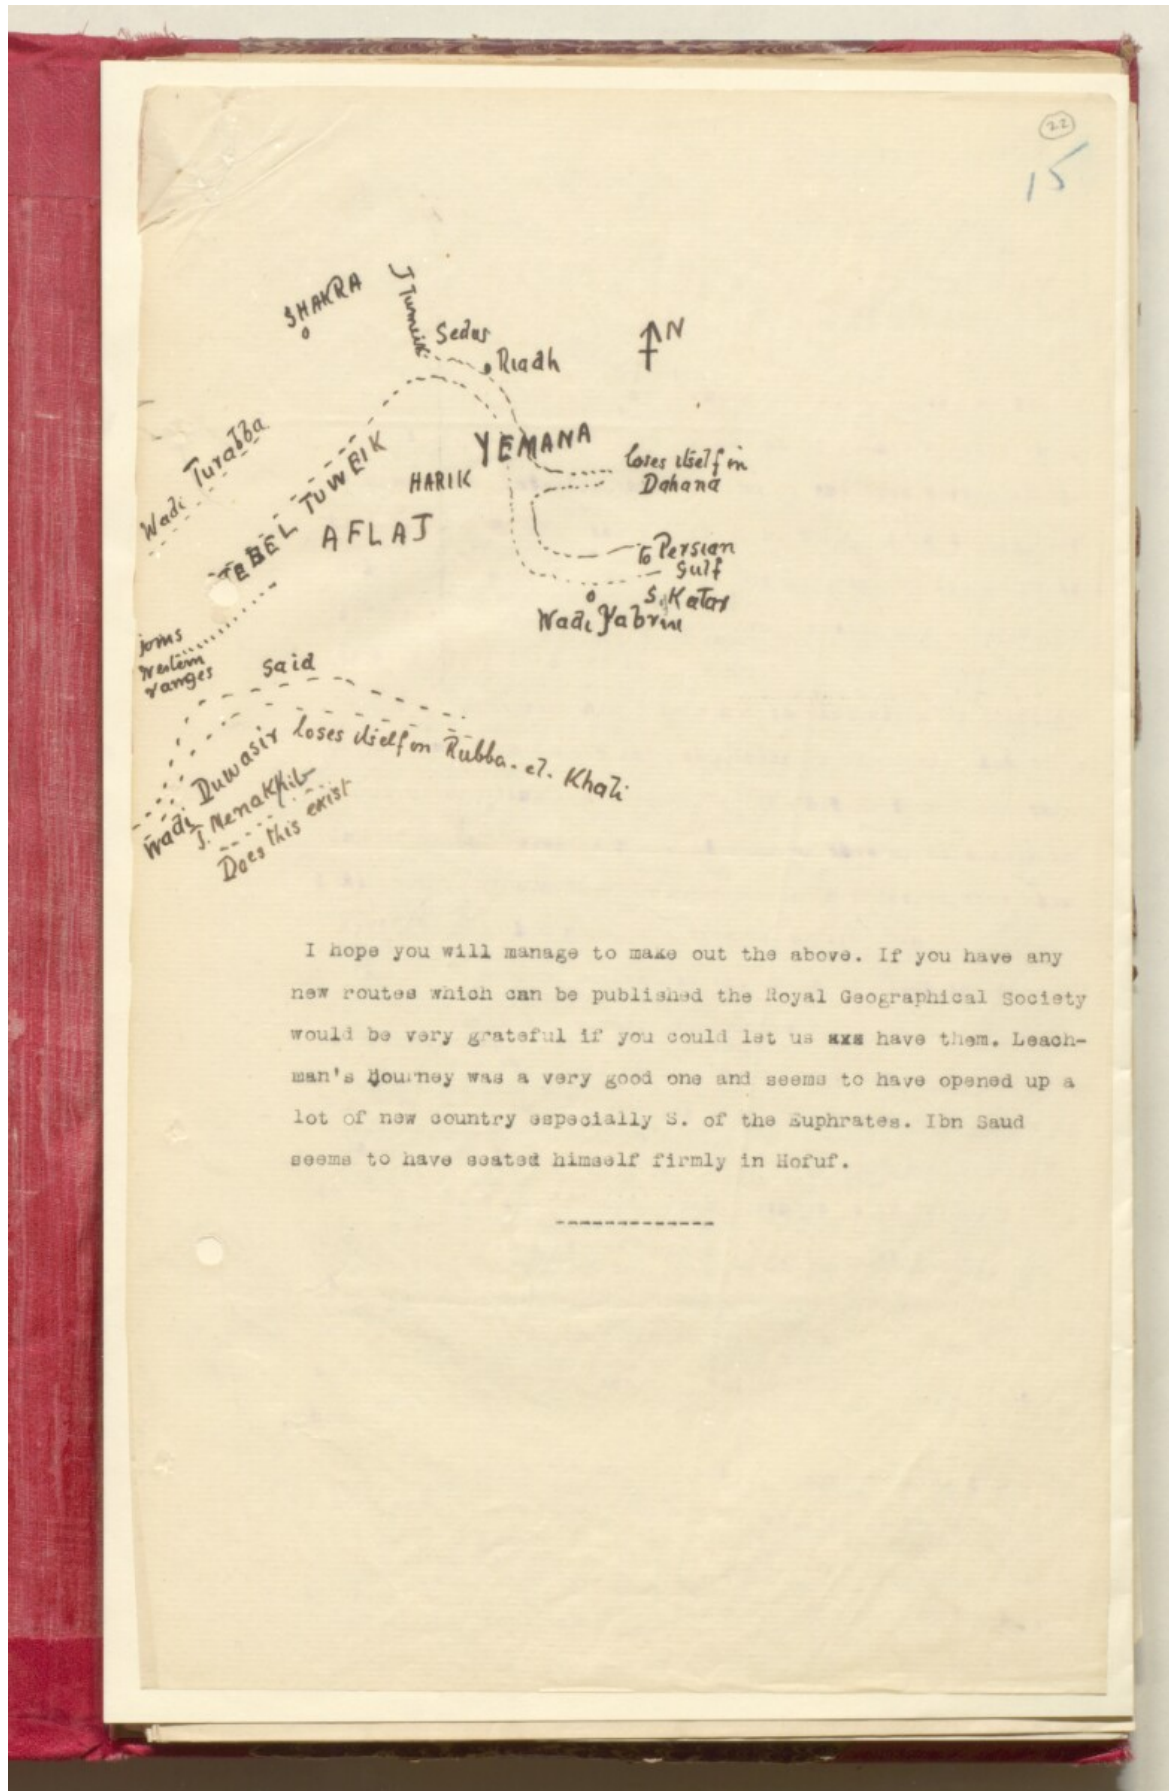 22
15
SHAKRA
J Tumeik
Sedus
Riadh
N
Wadi Turabba
JEBEL TUWEIK
YEMANA
HARIK
AFLAJ
loses itself in
Dahana
To Persian
Gulf
S. Katar
Wadi Yabrin
joins
western
ranges
Said
Wadi Duwasir loses itself in Rubba-el-Khali
J. Menakhib
Does this exist
I hope you will manage to make out the above. If you have any
new routes which can be published the Royal Geographical Society
would be very grateful if you could let us xxx have them. Leach-
man's journey was a very good one and seems to have opened up a
lot of new country especially S. of the Euphrates. Ibn Saud
seems to have seated himself firmly in Hofuf.
-------------